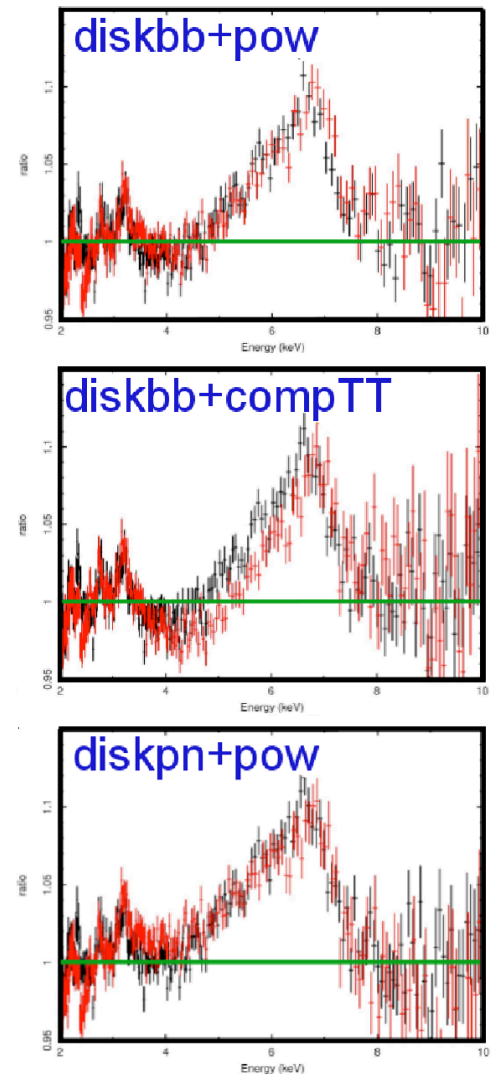 diskbb+pow
1.1
1.05
ratio
1
0.95
2 4 6 8 10
Energy (keV)
diskbb+compTT
1.1
1.05
ratio
1
0.95
2 4 6 8 10
Energy (keV)
diskpn+pow
1.1
1.05
ratio
1
0.95
2 4 6 8 10
Energy (keV)